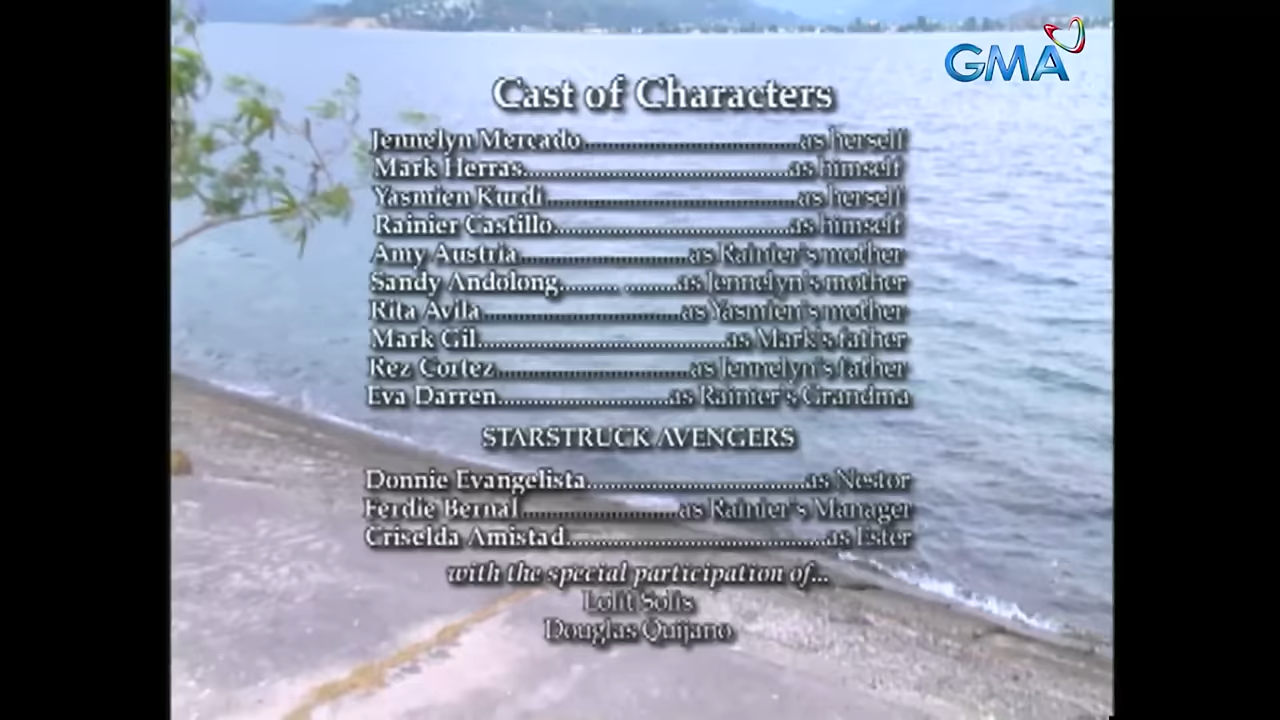 GMA
Cast of Characters
Jennelyn Mercado..............................as herself
Mark Herras.....................................as himself
Yasmien Kurdi...................................as herself
Rainier Castillo.................................as himself
Amy Austria.......................as Rainier's mother
Sandy Andolong........ ........as Jennelyn's mother
Rita Avila...........................as Yasmien's mother
Mark Gil..................................as Mark's father
Rez Cortez..........................as Jennelyn's father
Eva Darren........................as Rainier's Grandma
STARSTRUCK AVENGERS
Donnie Evangelista..............................as Nestor
Ferdie Bernal.....................as Rainier's Manager
Criselda Amistad....................................as Ester
with the special participation of...
Lolit Solis
Douglas Quijano